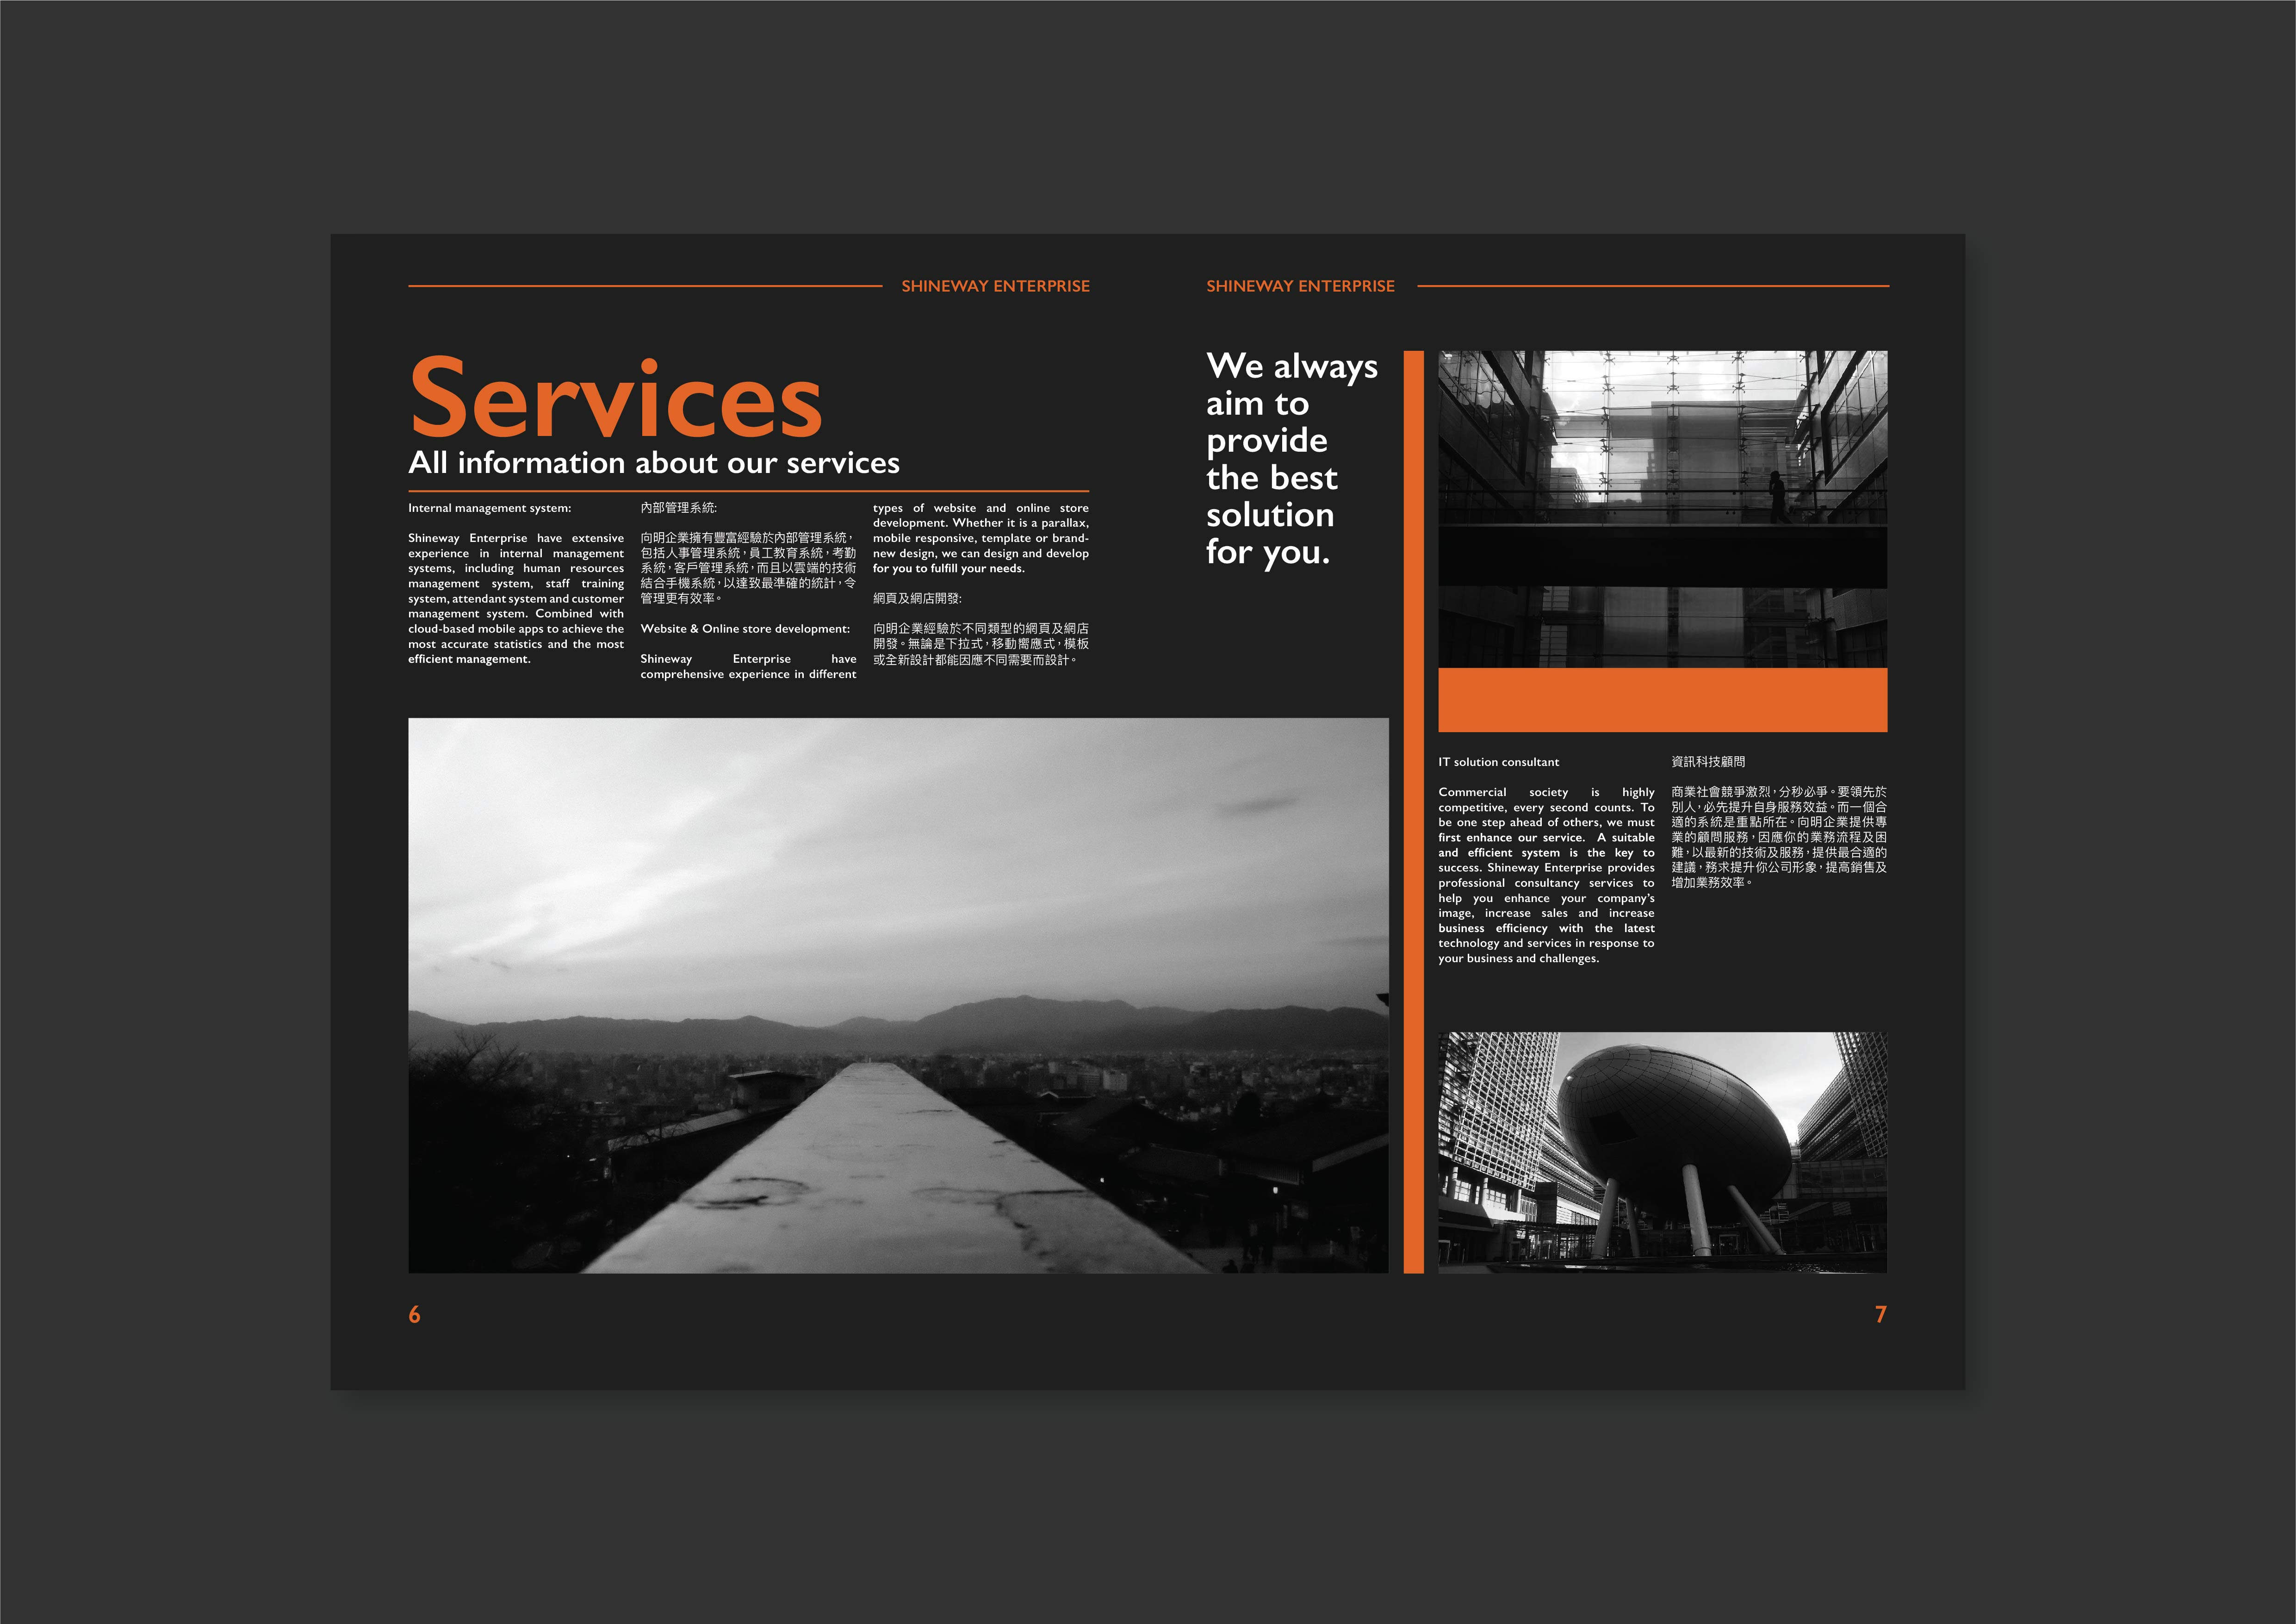 SHINEWAY ENTERPRISE
Services
All information about our services
Internal management system:
Shineway Enterprise have extensive
experience in internal management
systems, including human resources
management system, staff training
system, attendant system and customer
management system. Combined with
cloud-based mobile apps to achieve the
most accurate statistics and the most
efficient management.
內部管理系統:
向明企業擁有豐富經驗於內部管理系統，
包括人事管理系統，員工教育系統，考勤
系統，客戶管理系統，而且以雲端的技術
結合手機系統，以達致最準確的統計，令
管理更有效率。
Website & Online store development:
Shineway Enterprise have
comprehensive experience in different
types of website and online store
development. Whether it is a parallax,
mobile responsive, template or brand-
new design, we can design and develop
for you to fulfill your needs.
網頁及網店開發:
向明企業經驗於不同類型的網頁及網店
開發。無論是下拉式，移動嚮應式，模板
或全新設計都能因應不同需要而設計。
6
SHINEWAY ENTERPRISE
We always
aim to
provide
the best
solution
for you.
IT solution consultant
Commercial society is highly
competitive, every second counts. To
be one step ahead of others, we must
first enhance our service. A suitable
and efficient system is the key to
success. Shineway Enterprise provides
professional consultancy services to
help you enhance your company's
image, increase sales and increase
business efficiency with the latest
technology and services in response to
your business and challenges.
資訊科技顧問
商業社會競爭激烈，分秒必爭。要領先於
別人，必先提升自身服務效益。而一個合
適的系統是重點所在。向明企業提供專
業的顧問服務，因應你的業務流程及困
難，以最新的技術及服務，提供最合適的
建議，務求提升你公司形象，提高銷售及
增加業務效率。
7